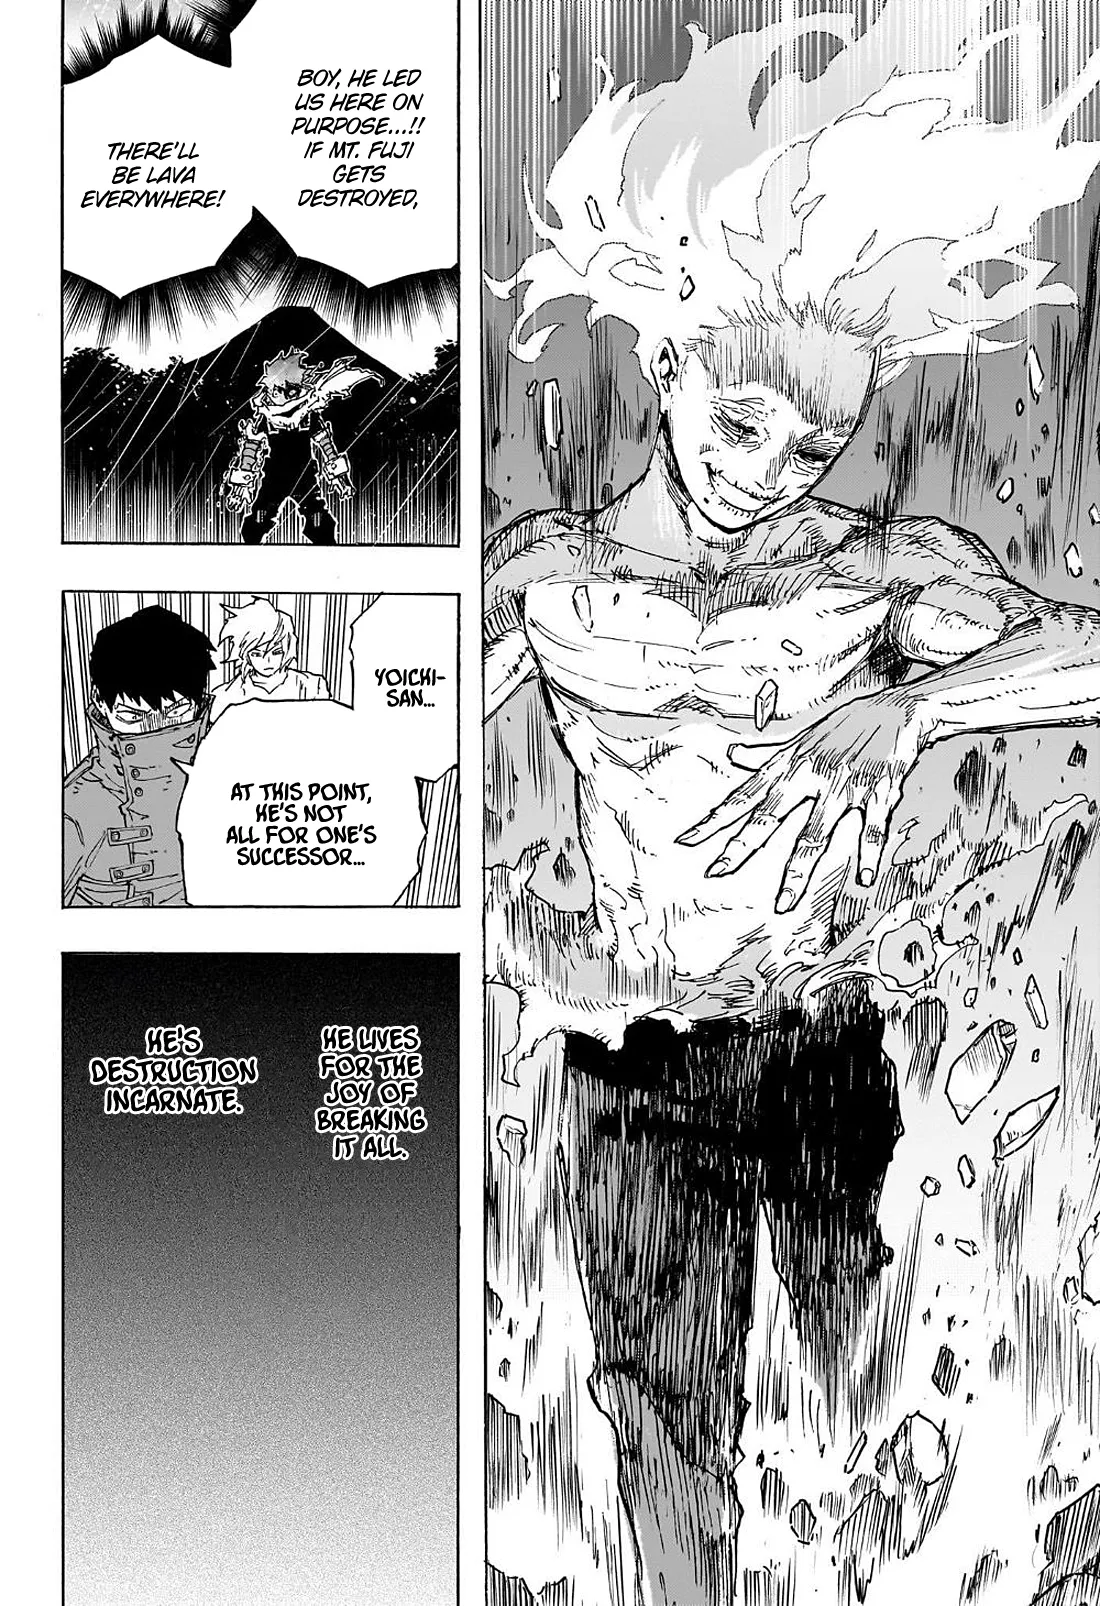 BOY, HE LED
US HERE ON
PURPOSE...!!
IF MT. FUJI
GETS
DESTROYED,
THERE'LL
BE LAVA
EVERYWHERE!
YOICHI-
SAN...
AT THIS POINT,
HE'S NOT
ALL FOR ONE'S
SUCCESSOR...
HE LIVES
FOR THE
JOY OF
BREAKING
IT ALL.
HE'S
DESTRUCTION
INCARNATE.